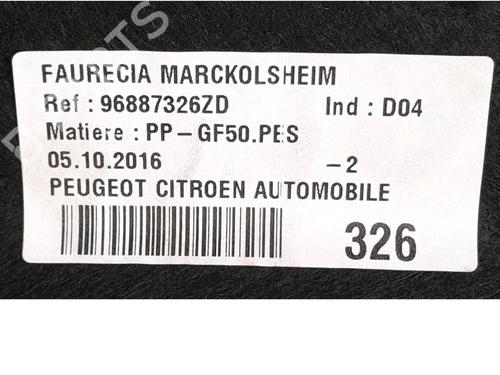 FAURECIA MARCKOLSHEIM
Ref : 96887326ZD Ind : D04
Matiere : PP-GF50.PES
05.10.2016 -2
PEUGEOT CITROEN AUTOMOBILE
326